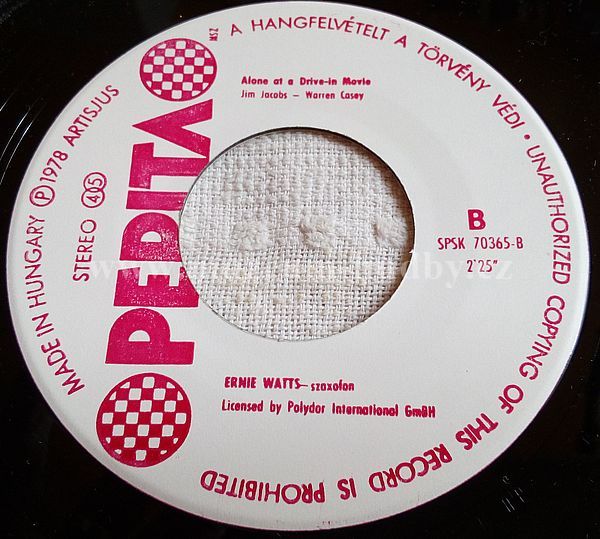 MADE IN HUNGARY Ⓟ 1978 ARTISJUS MSZ A HANGFELVÉTELT A TÖRVÉNY VÉDI • UNAUTHORIZED COPYING OF THIS RECORD IS PROHIBITED
STEREO 45
PEPITA
Alone at a Drive-in Movie
Jim Jacobs – Warren Casey
B
SPSK 70365-B
2'25"
ERNIE WATTS – szaxofon
Licensed by Polydor International GmBH